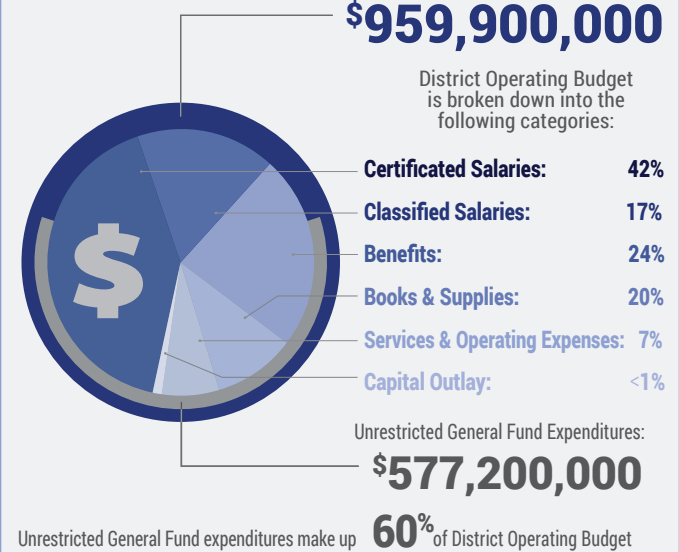 $959,900,000
District Operating Budget
is broken down into the
following categories:
Certificated Salaries: 42%
Classified Salaries: 17%
Benefits: 24%
Books & Supplies: 20%
Services & Operating Expenses: 7%
Capital Outlay: <1%
$
Unrestricted General Fund Expenditures:
$577,200,000
Unrestricted General Fund expenditures make up 60% of District Operating Budget